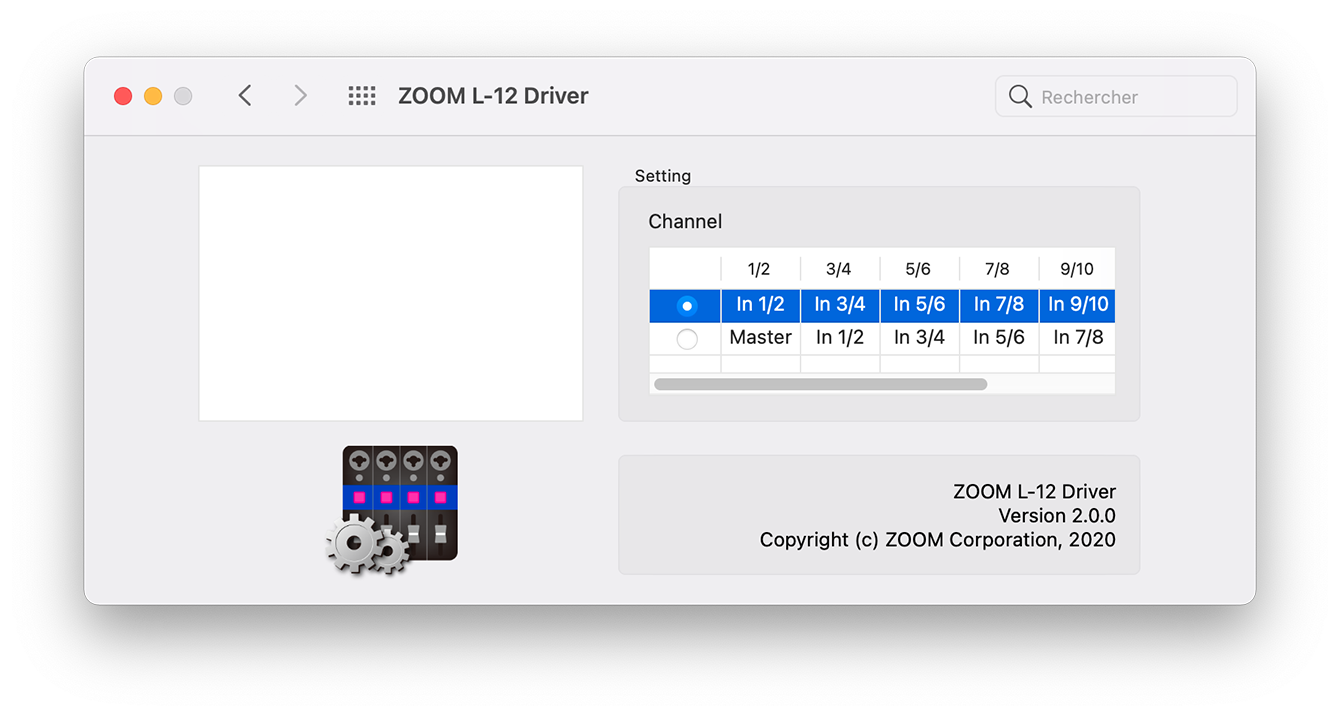 ZOOM L-12 Driver
Rechercher
Setting
Channel
1/2 3/4 5/6 7/8 9/10
In 1/2 In 3/4 In 5/6 In 7/8 In 9/10
Master In 1/2 In 3/4 In 5/6 In 7/8
ZOOM L-12 Driver
Version 2.0.0
Copyright (c) ZOOM Corporation, 2020